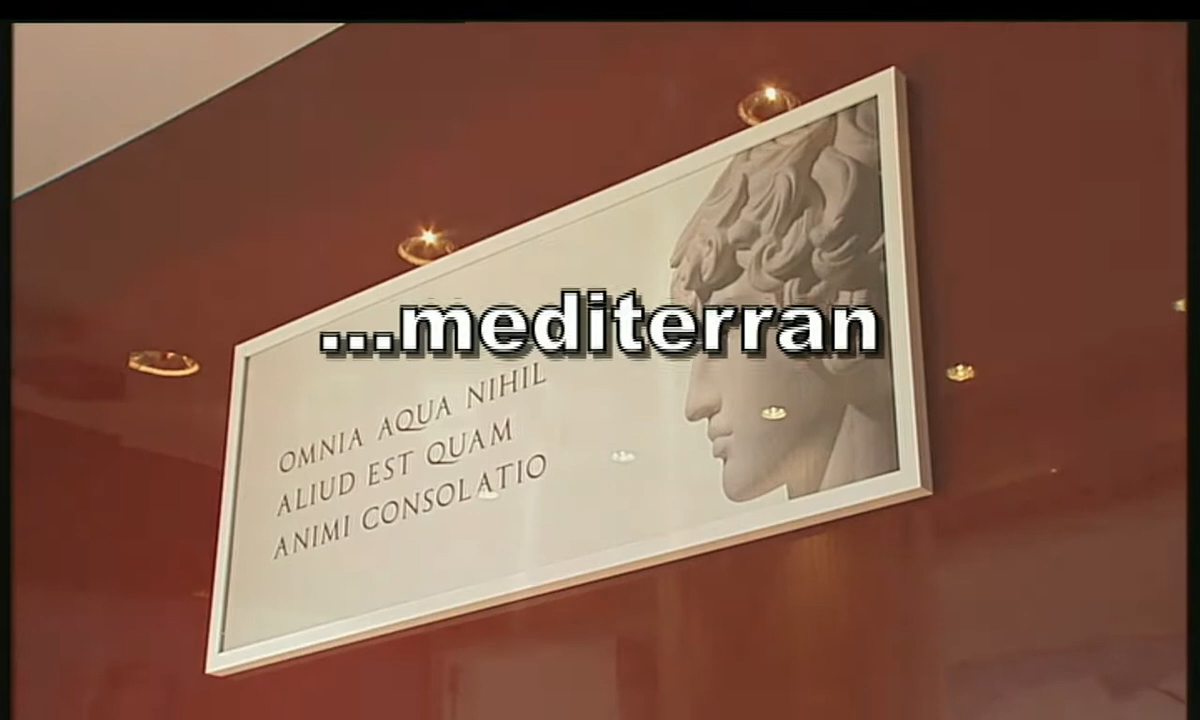 ...mediterran
OMNIA AQUA NIHIL
ALIUD EST QUAM
ANIMI CONSOLATIO